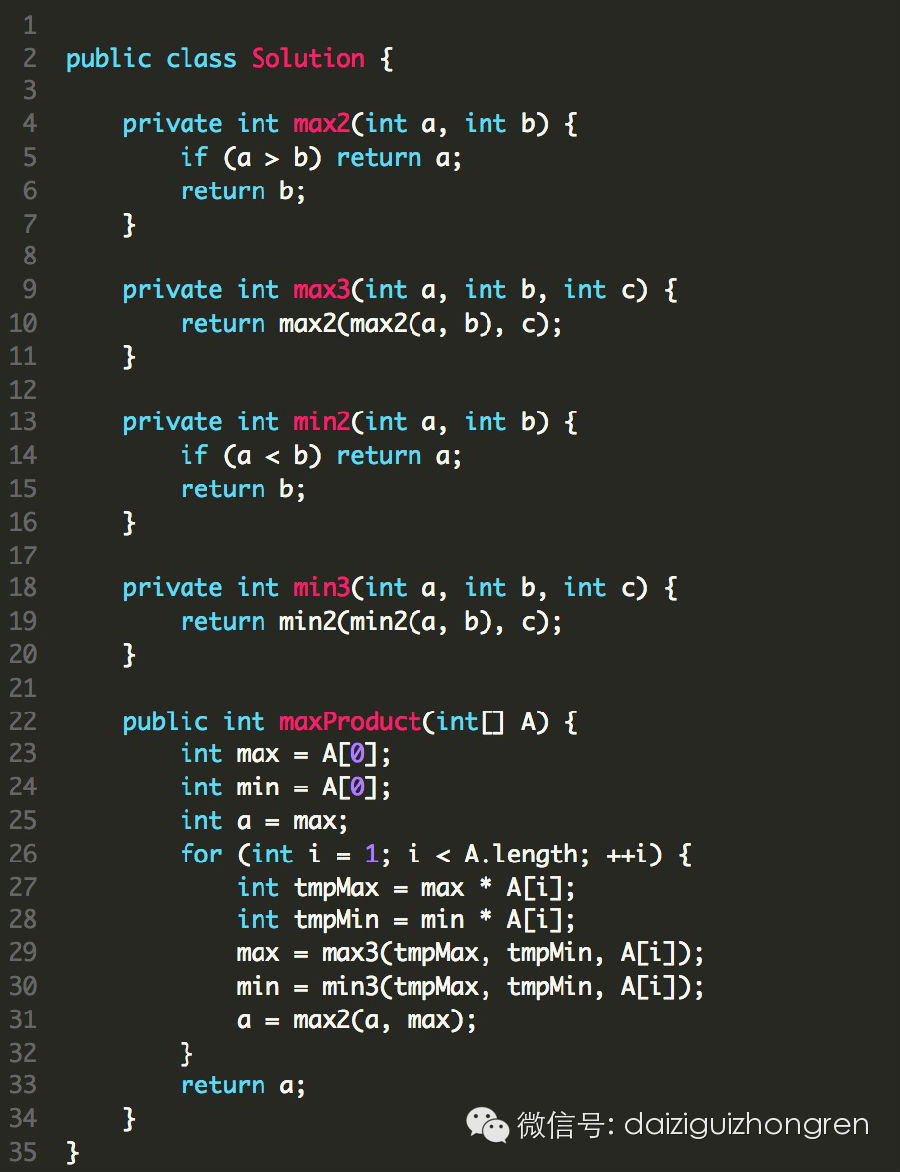 1
2 public class Solution {
3
4     private int max2(int a, int b) {
5         if (a > b) return a;
6         return b;
7     }
8
9     private int max3(int a, int b, int c) {
10         return max2(max2(a, b), c);
11     }
12
13     private int min2(int a, int b) {
14         if (a < b) return a;
15         return b;
16     }
17
18     private int min3(int a, int b, int c) {
19         return min2(min2(a, b), c);
20     }
21
22     public int maxProduct(int[] A) {
23         int max = A[0];
24         int min = A[0];
25         int a = max;
26         for (int i = 1; i < A.length; ++i) {
27             int tmpMax = max * A[i];
28             int tmpMin = min * A[i];
29             max = max3(tmpMax, tmpMin, A[i]);
30             min = min3(tmpMax, tmpMin, A[i]);
31             a = max2(a, max);
32         }
33         return a;
34     }
35 }
微信号: daiziguizhongren